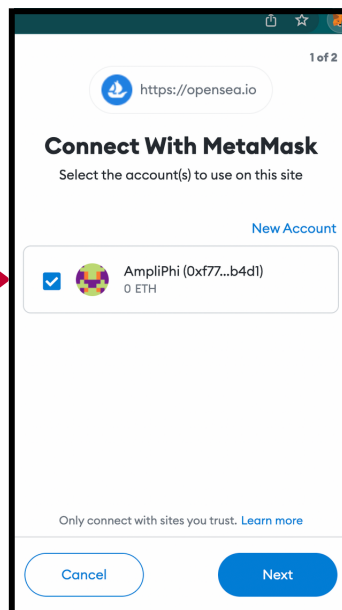 1 of 2
https://opensea.io
Connect With MetaMask
Select the account(s) to use on this site
New Account
AmpliPhi (0xf77...b4d1)
0 ETH
Only connect with sites you trust. Learn more
Cancel Next